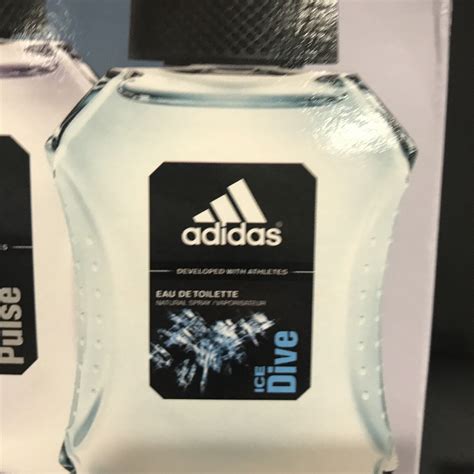 adidas
DEVELOPED WITH ATHLETES
EAU DE TOILETTE
NATURAL SPRAY / VAPORISATEUR
ICE
Dive
Pulse